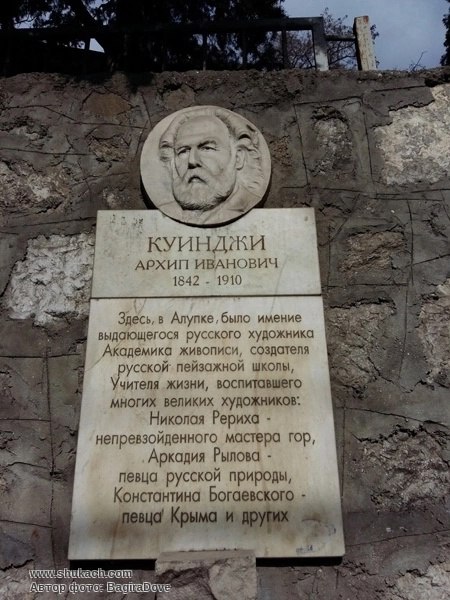 КУИНДЖИ
АРХИП ИВАНОВИЧ
1842 - 1910
Здесь, в Алупке, было имение
выдающегося русского художника
Академика живописи, создателя
русской пейзажной школы,
Учителя жизни, воспитавшего
многих великих художников:
Николая Рериха -
непревзойденного мастера гор,
Аркадия Рылова -
певца русской природы,
Константина Богаевского -
певца Крыма и других
www.shukach.com
Автор фото: BagiraDove